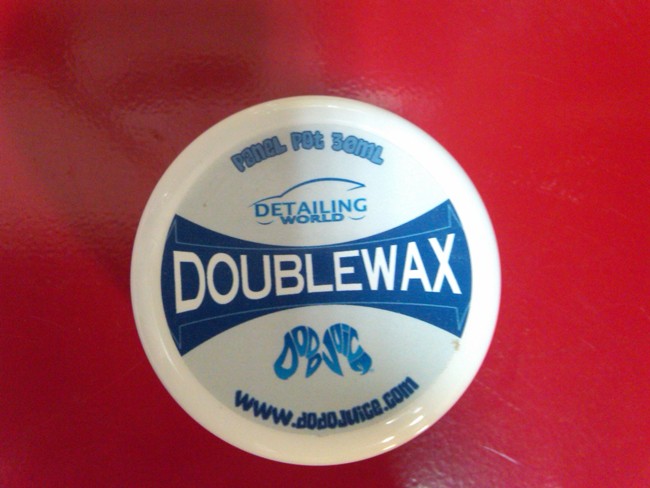 PANEL POT 30ML
DETAILING
WORLD
DOUBLEWAX
DODO JUICE
www.dodojuice.com